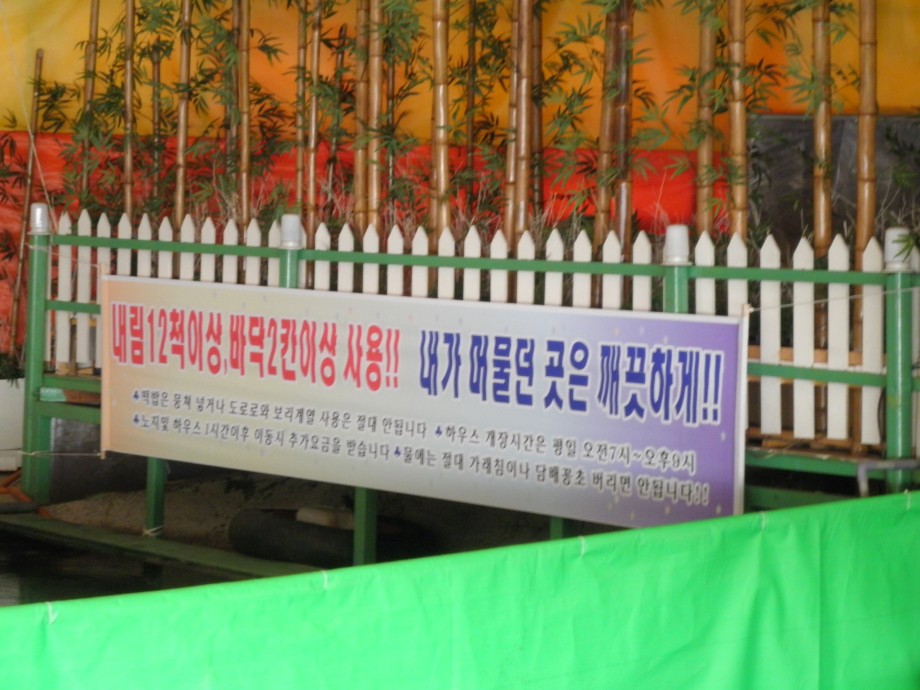 내림12척이상,바닥2칸이상 사용!! 내가 머물던 곳은 깨끗하게!!
♣떡밥은 뭉쳐 넣거나 도로로와 보리계열 사용은 절대 안됩니다 ♣하우스 개장시간은 평일 오전7시~오후9시
♣노지및 하우스 1시간이후 이동시 추가요금을 받습니다 ♣물에는 절대 가래침이나 담배꽁초 버리면 안됩니다!!